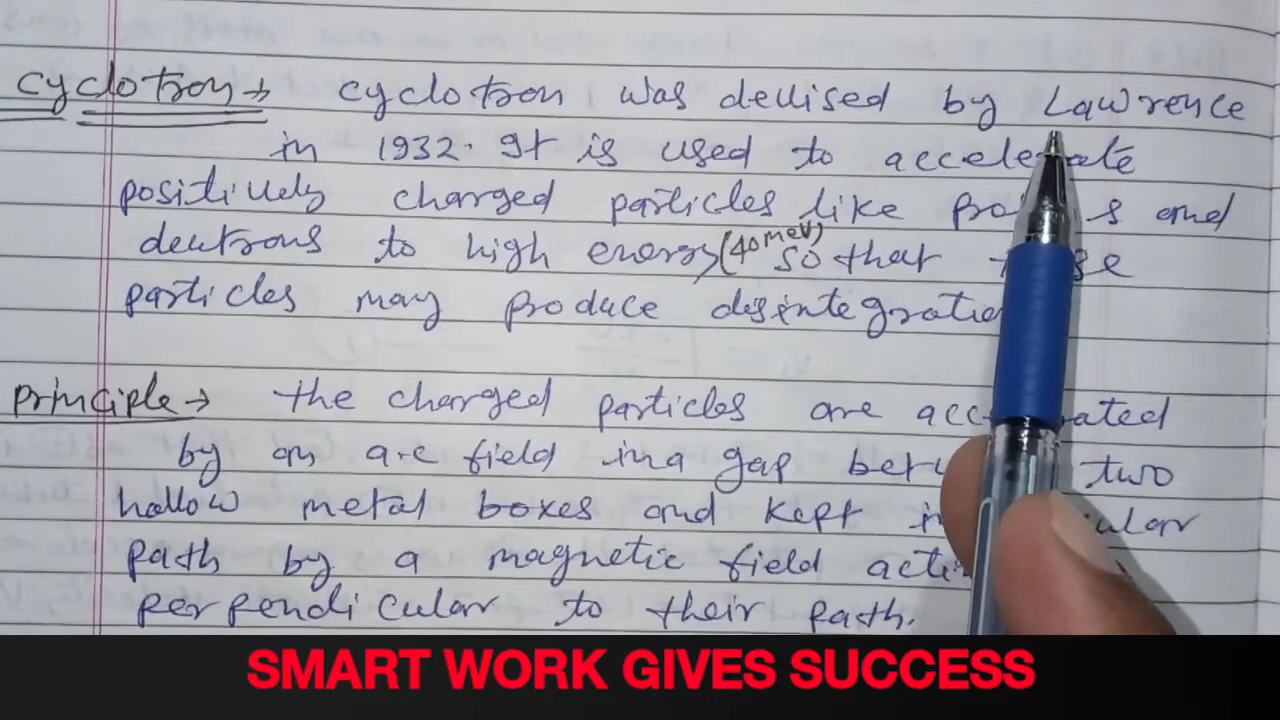 Cyclotron → cyclotron was devised by Lawrence
in 1932. It is used to accelerate
positively charged particles like and
deutrons to high energy (40 mev) so that
particles may produce
Principle → the charged particles are
by an a.c field in a gap two
hollow metal boxes and kept
path by a magnetic field
perpendicular to their path.
SMART WORK GIVES SUCCESS